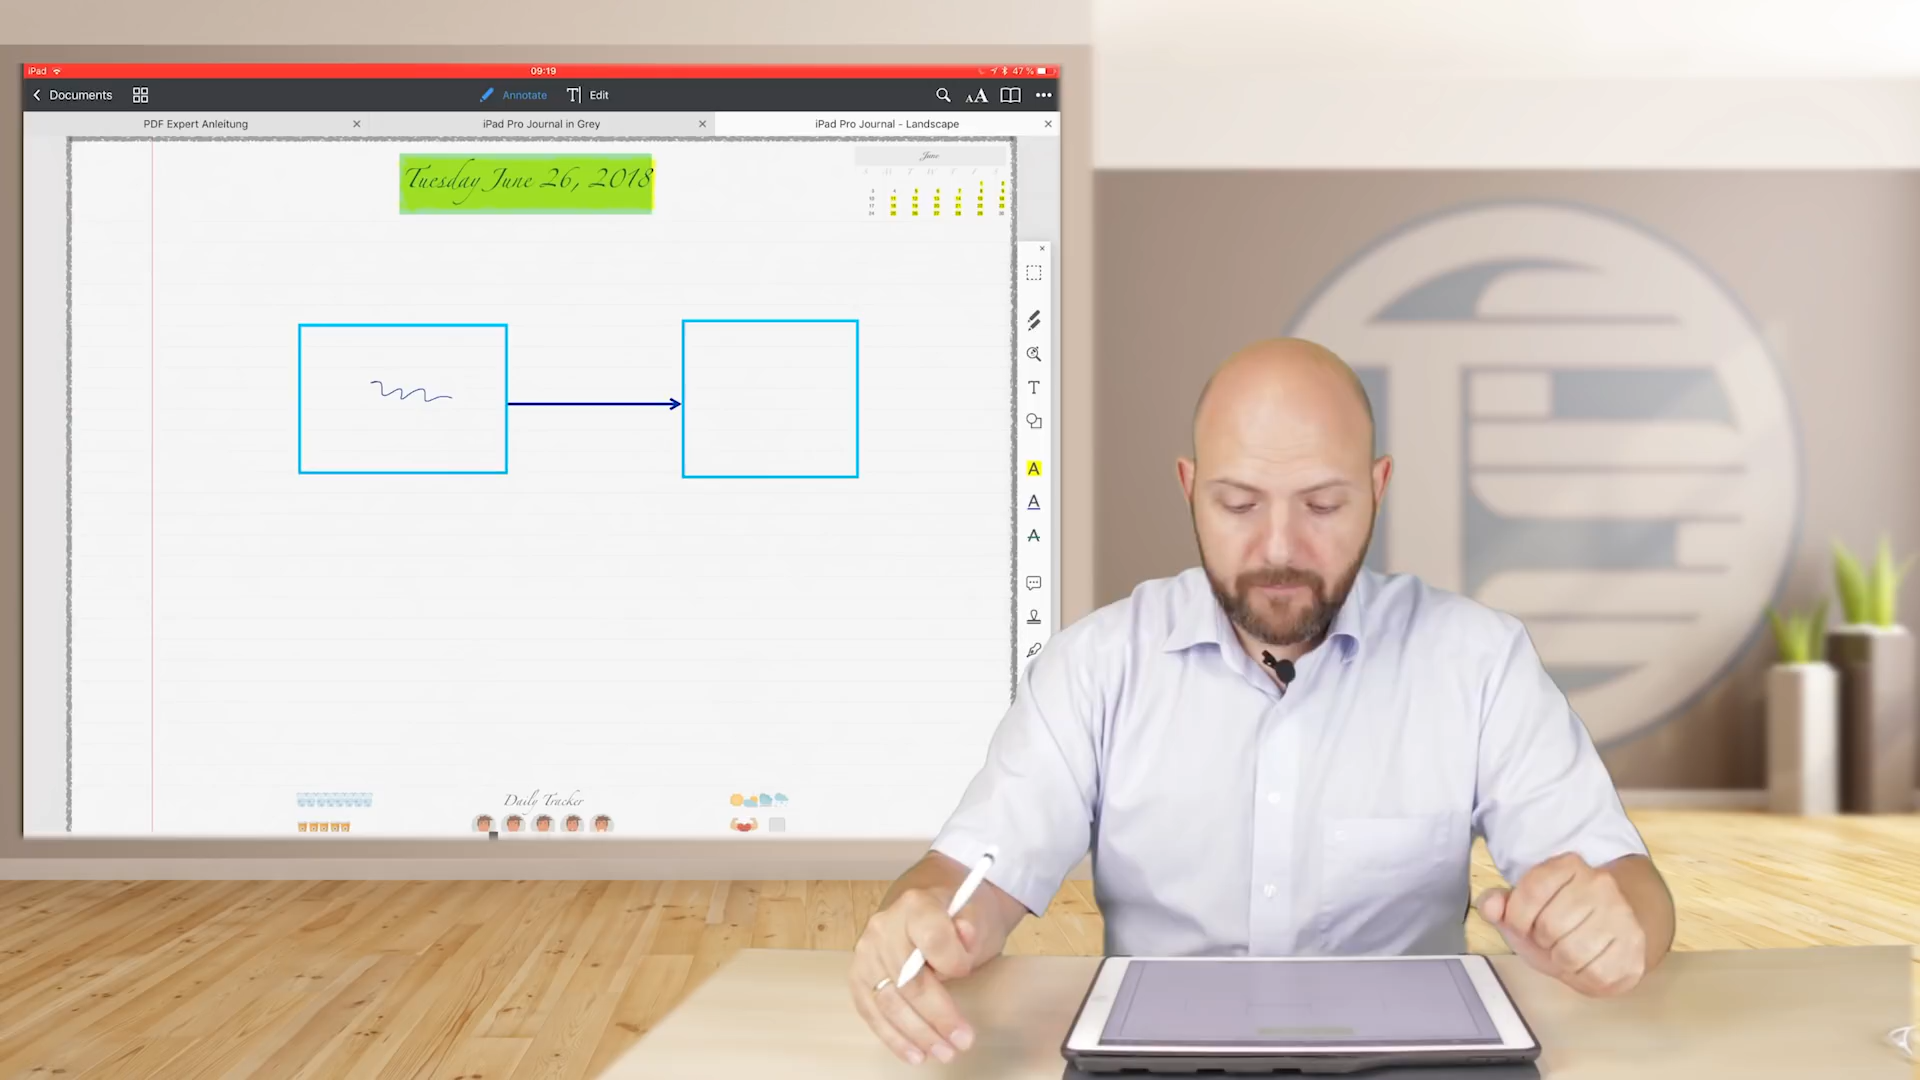 iPad 09:19 47 %
Documents Annotate T Edit AA
PDF Expert Anleitung iPad Pro Journal in Grey iPad Pro Journal - Landscape
Tuesday June 26, 2018
June
T
A
A
A
Daily Tracker